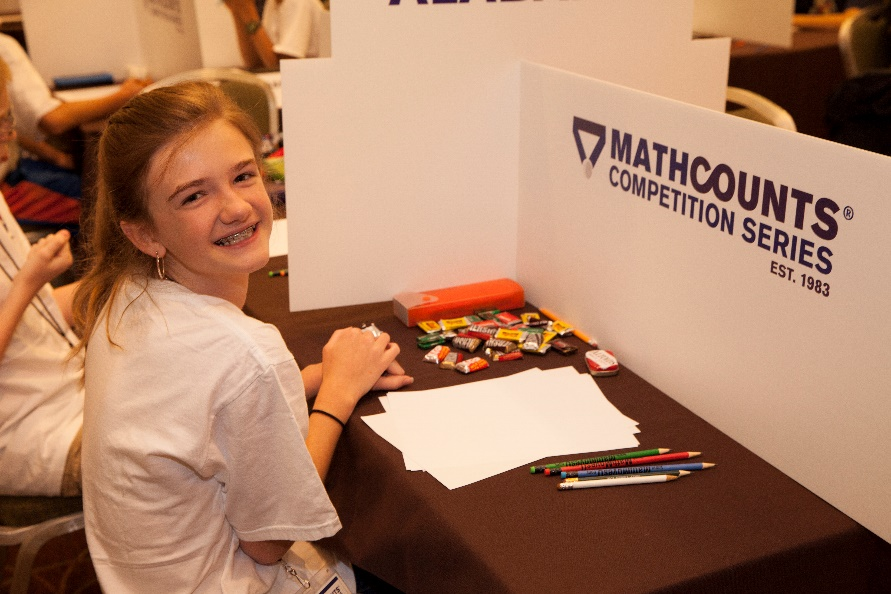 MATHCOUNTS®
COMPETITION SERIES
EST. 1983